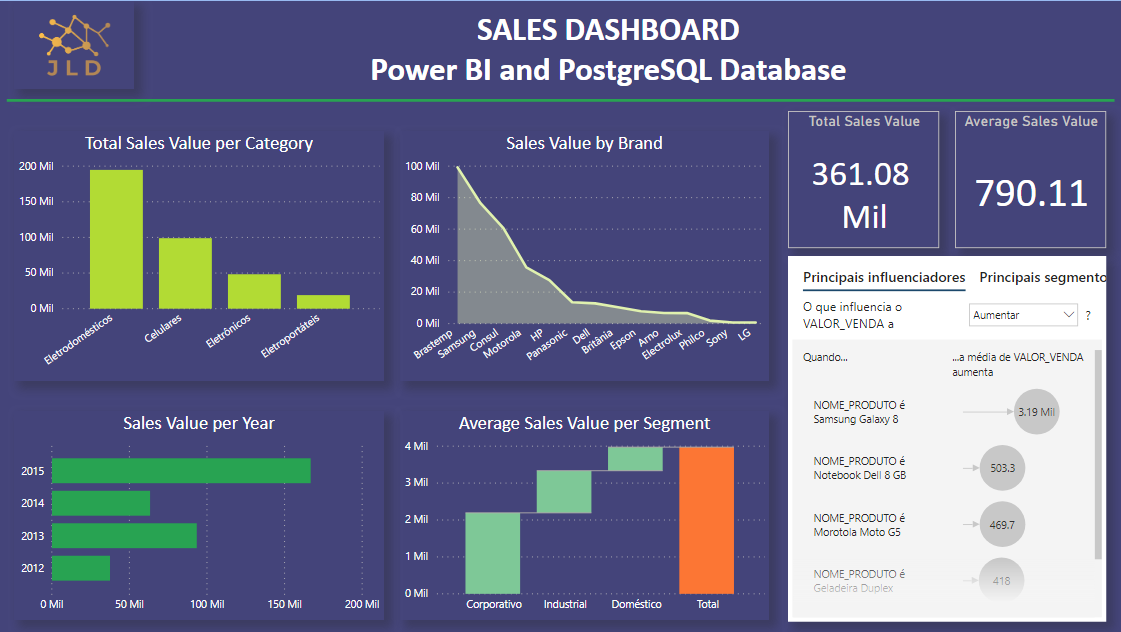 JLD
SALES DASHBOARD
Power BI and PostgreSQL Database
Total Sales Value per Category
200 Mil
150 Mil
100 Mil
50 Mil
0 Mil
Eletrodomésticos
Celulares
Eletrônicos
Eletroportáteis
Sales Value by Brand
100 Mil
80 Mil
60 Mil
40 Mil
20 Mil
0 Mil
Brastemp
Samsung
Consul
Motorola
HP
Panasonic
Dell
Britânia
Epson
Arno
Electrolux
Philco
Sony
LG
Total Sales Value
361.08
Mil
Average Sales Value
790.11
Sales Value per Year
2015
2014
2013
2012
0 Mil
50 Mil
100 Mil
150 Mil
200 Mil
Average Sales Value per Segment
4 Mil
3 Mil
2 Mil
1 Mil
0 Mil
Corporativo
Industrial
Doméstico
Total
Principais influenciadores
Principais segmento
O que influencia o
VALOR_VENDA a
Aumentar
?
Quando...
...a média de VALOR_VENDA
aumenta
NOME_PRODUTO é
Samsung Galaxy 8
3.19 Mil
NOME_PRODUTO é
Notebook Dell 8 GB
503.3
NOME_PRODUTO é
Morotola Moto G5
469.7
NOME_PRODUTO é
Geladeira Duplex
418